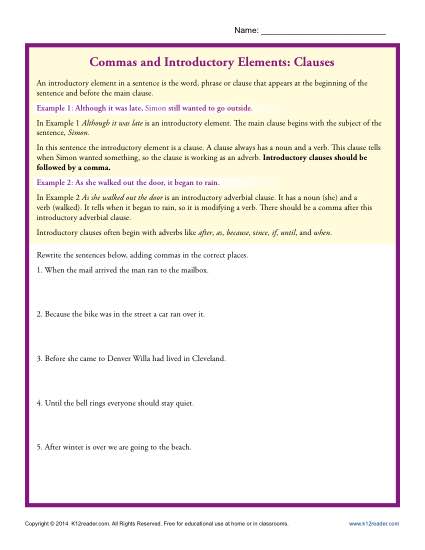 Name: ____________________________
Commas and Introductory Elements: Clauses
An introductory element in a sentence is the word, phrase or clause that appears at the beginning of the
sentence and before the main clause.
Example 1: Although it was late, Simon still wanted to go outside.
In Example 1 Although it was late is an introductory element. The main clause begins with the subject of the
sentence, Simon.
In this sentence the introductory element is a clause. A clause always has a noun and a verb. This clause tells
when Simon wanted something, so the clause is working as an adverb. Introductory clauses should be
followed by a comma.
Example 2: As she walked out the door, it began to rain.
In Example 2 As she walked out the door is an introductory adverbial clause. It has a noun (she) and a
verb (walked). It tells when it began to rain, so it is modifying a verb. There should be a comma after this
introductory adverbial clause.
Introductory clauses often begin with adverbs like after, as, because, since, if, until, and when.
Rewrite the sentences below, adding commas in the correct places.
1. When the mail arrived the man ran to the mailbox.
2. Because the bike was in the street a car ran over it.
3. Before she came to Denver Willa had lived in Cleveland.
4. Until the bell rings everyone should stay quiet.
5. After winter is over we are going to the beach.
Copyright © 2014 K12reader.com. All Rights Reserved. Free for educational use at home or in classrooms.
www.k12reader.com